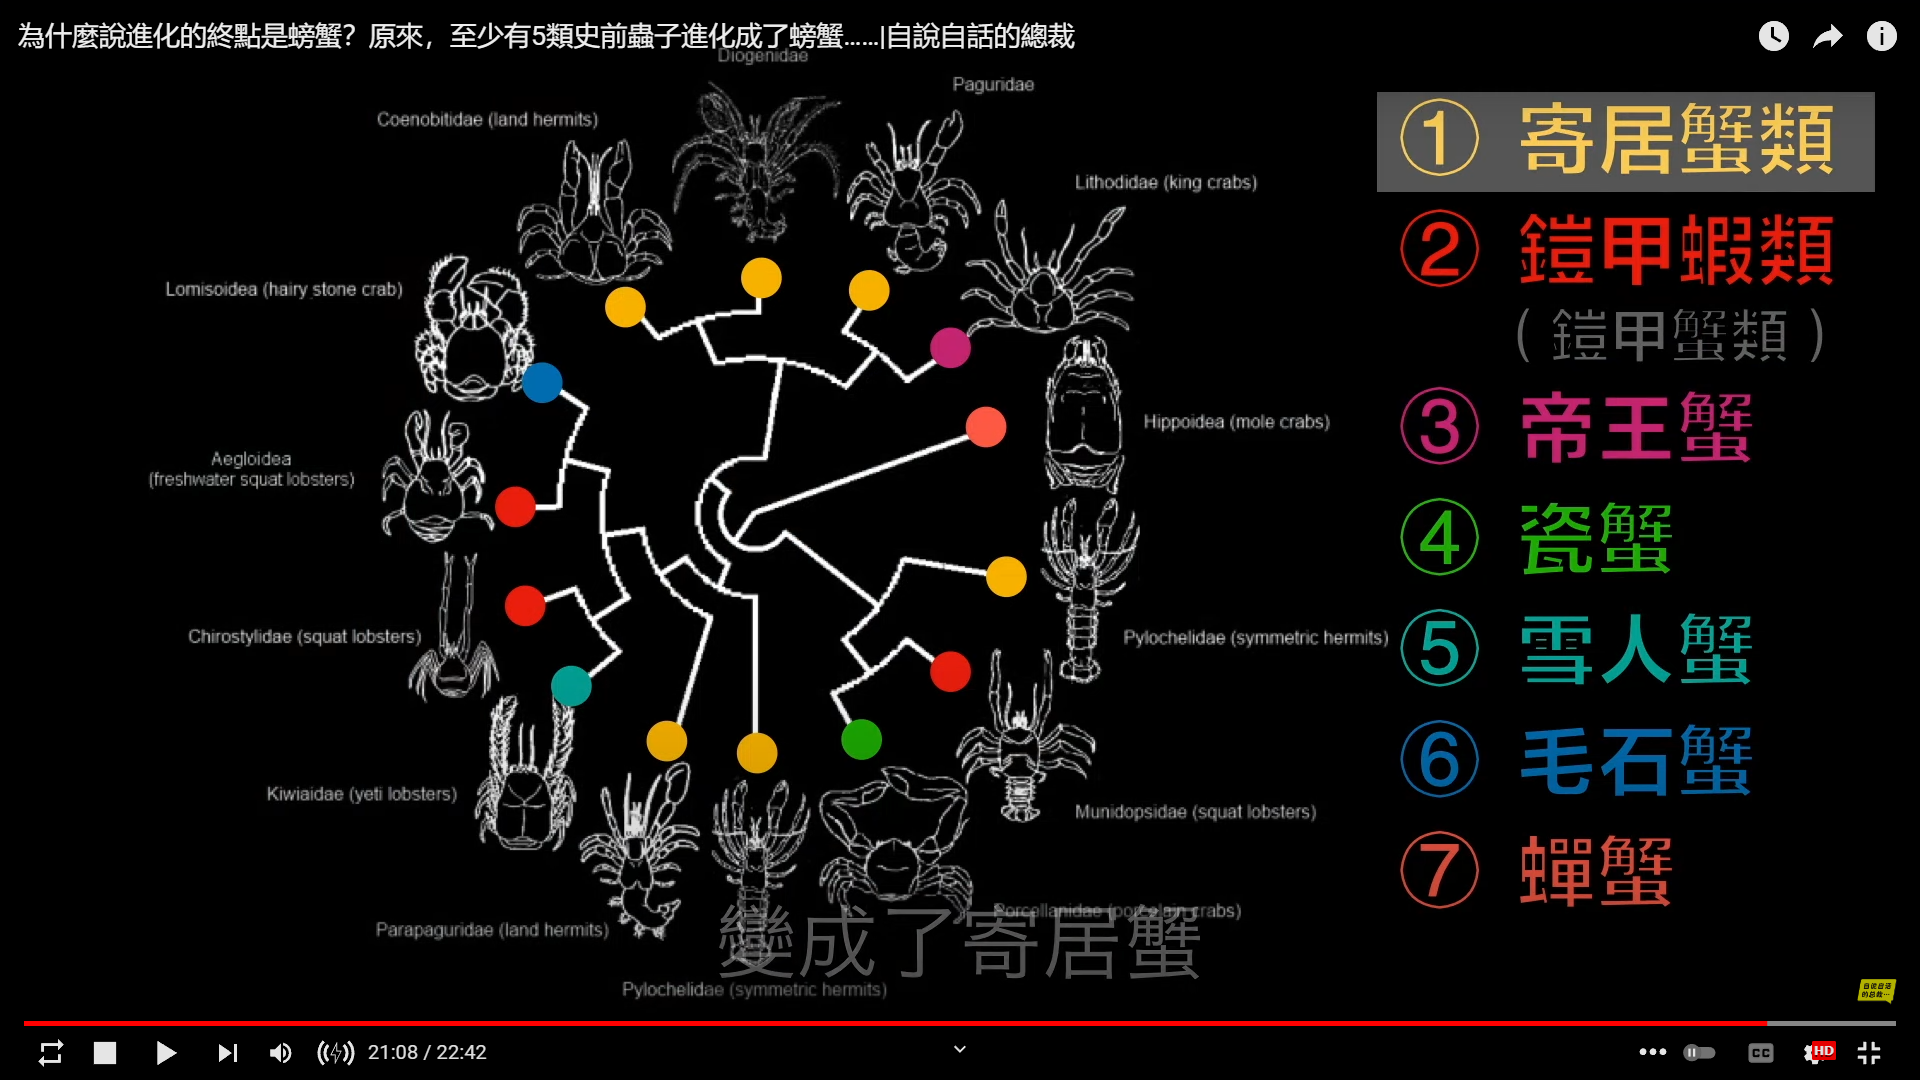 為什麼說進化的終點是螃蟹？原來，至少有5類史前蟲子進化成了螃蟹……|自說自話的總裁
Diogenidae
Paguridae
Coenobitidae (land hermits)
Lithodidae (king crabs)
Lomisoidea (hairy stone crab)
Hippoidea (mole crabs)
Aegloidea
(freshwater squat lobsters)
Chirostylidae (squat lobsters)
Pylochelidae (symmetric hermits)
Kiwiaidae (yeti lobsters)
Munidopsidae (squat lobsters)
Parapaguridae (land hermits)
Porcellanidae (porcelain crabs)
Pylochelidae (symmetric hermits)
① 寄居蟹類
② 鎧甲蝦類
（鎧甲蟹類）
③ 帝王蟹
④ 瓷蟹
⑤ 雪人蟹
⑥ 毛石蟹
⑦ 蟬蟹
變成了寄居蟹
21:08 / 22:42
CC
HD